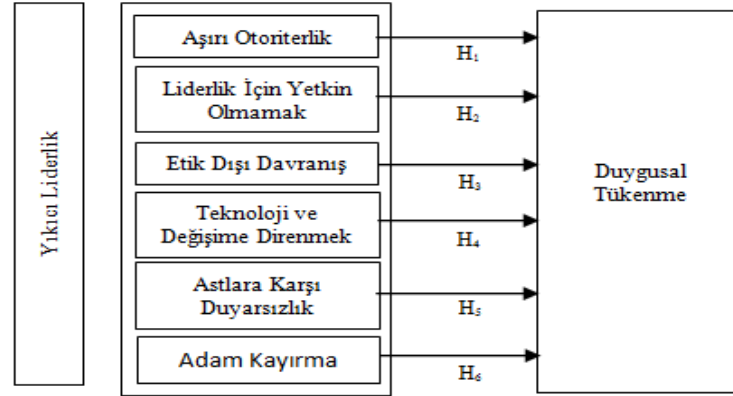 Yıkıcı Liderlik
Aşırı Otoriterlik
Liderlik İçin Yetkin
Olmamak
Etik Dışı Davranış
Teknoloji ve
Değişime Direnmek
Astlara Karşı
Duyarsızlık
Adam Kayırma
H₁
H₂
H₃
H₄
H₅
H₆
Duygusal
Tükenme